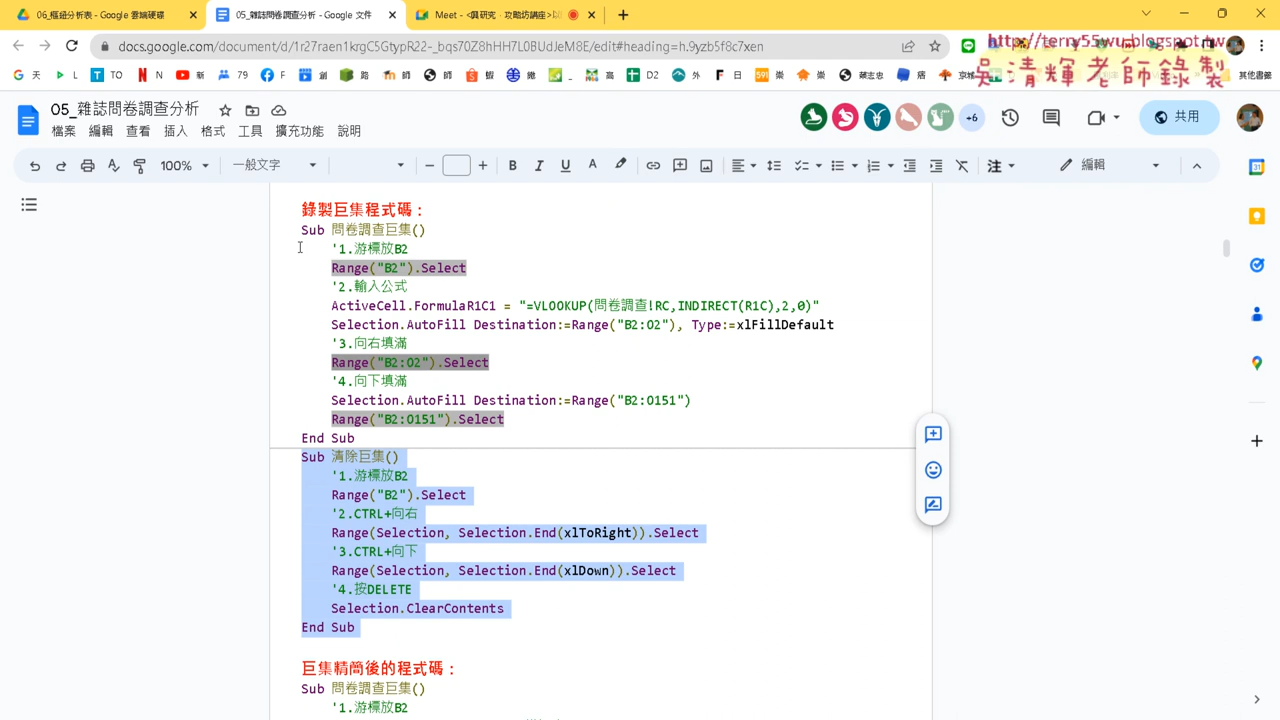 06_樞紐分析表 - Google 雲端硬碟
05_雜誌問卷調查分析 - Google 文件
docs.google.com/document/d/1r27raen1krgC5GTyJR22-_bqs70Z8hHH7L0BUdJeM8E/edit#heading=h.9yzb5f8c7xen
http://terry55wu.blogspot.tw
吳清輝老師錄製
其他書籤
05_雜誌問卷調查分析
+6
共用
檔案 編輯 查看 插入 格式 工具 擴充功能 說明
100% 一般文字
編輯
錄製巨集程式碼：
Sub 問卷調查巨集()
'1.游標放B2
Range("B2").Select
'2.輸入公式
ActiveCell.FormulaR1C1 = "=VLOOKUP(問卷調查!RC,INDIRECT(R1C),2,0)"
Selection.AutoFill Destination:=Range("B2:O2"), Type:=xlFillDefault
'3.向右填滿
Range("B2:O2").Select
'4.向下填滿
Selection.AutoFill Destination:=Range("B2:O151")
Range("B2:O151").Select
End Sub
Sub 清除巨集()
'1.游標放B2
Range("B2").Select
'2.CTRL+向右
Range(Selection, Selection.End(xlToRight)).Select
'3.CTRL+向下
Range(Selection, Selection.End(xlDown)).Select
'4.按DELETE
Selection.ClearContents
End Sub
巨集精簡後的程式碼：
Sub 問卷調查巨集()
'1.游標放B2